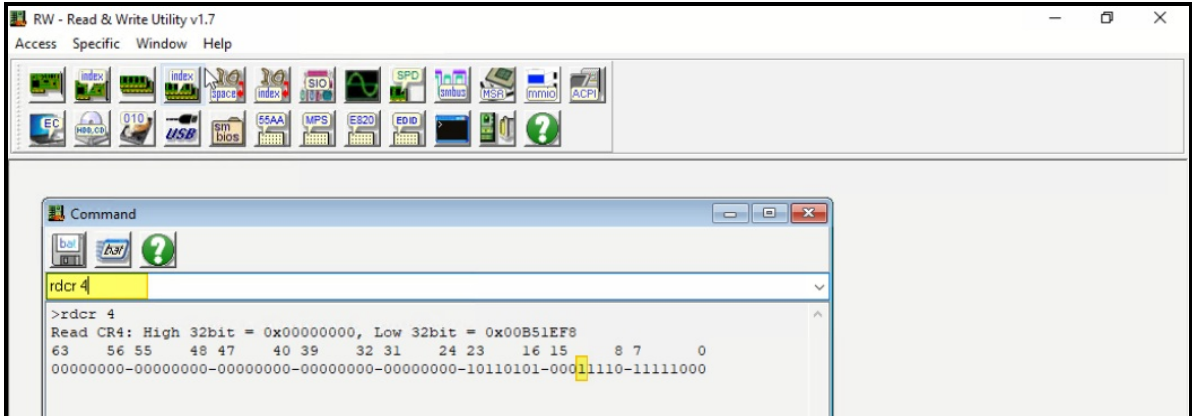 RW - Read & Write Utility v1.7
Access Specific Window Help
index index space index SIO SPD smbus MSR mmio ACPI
EC HDD,CD 010 USB sm bios 55AA MPS E820 EDID
Command
bat bat
rdcr 4
>rdcr 4
Read CR4: High 32bit = 0x00000000, Low 32bit = 0x00B51EF8
63 56 55 48 47 40 39 32 31 24 23 16 15 8 7 0
00000000-00000000-00000000-00000000-00000000-10110101-00011110-11111000